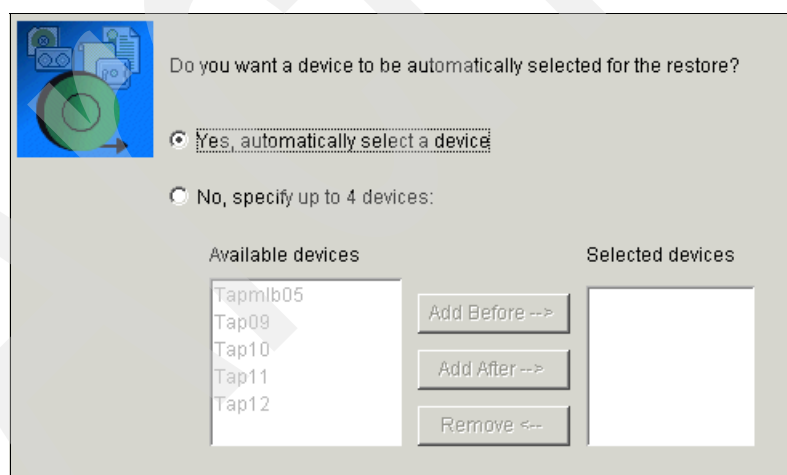 Do you want a device to be automatically selected for the restore?
Yes, automatically select a device
No, specify up to 4 devices:
Available devices
Selected devices
Tapmlb05
Tap09
Tap10
Tap11
Tap12
Add Before -->
Add After -->
Remove <--